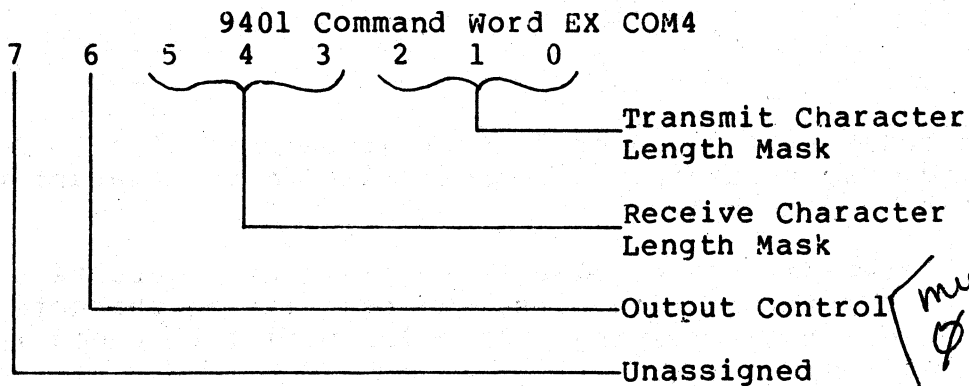 9401 Command Word EX COM4
7 6 5 4 3 2 1 0
Transmit Character
Length Mask
Receive Character
Length Mask
Output Control
Unassigned